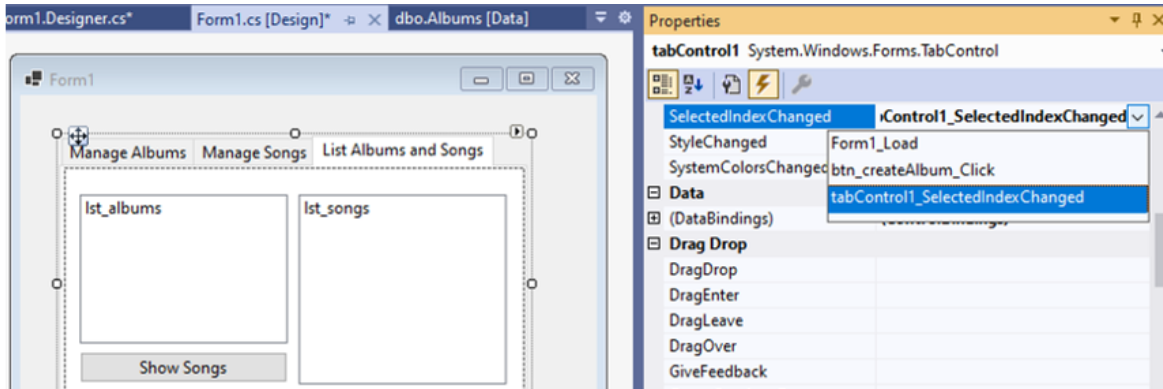 orm1.Designer.cs*
Form1.cs [Design]*
dbo.Albums [Data]
Form1
Manage Albums
Manage Songs
List Albums and Songs
lst_albums
lst_songs
Show Songs
Properties
tabControl1 System.Windows.Forms.TabControl
SelectedIndexChanged
Control1_SelectedIndexChanged
StyleChanged
Form1_Load
SystemColorsChanged
btn_createAlbum_Click
Data
tabControl1_SelectedIndexChanged
(DataBindings)
Drag Drop
DragDrop
DragEnter
DragLeave
DragOver
GiveFeedback